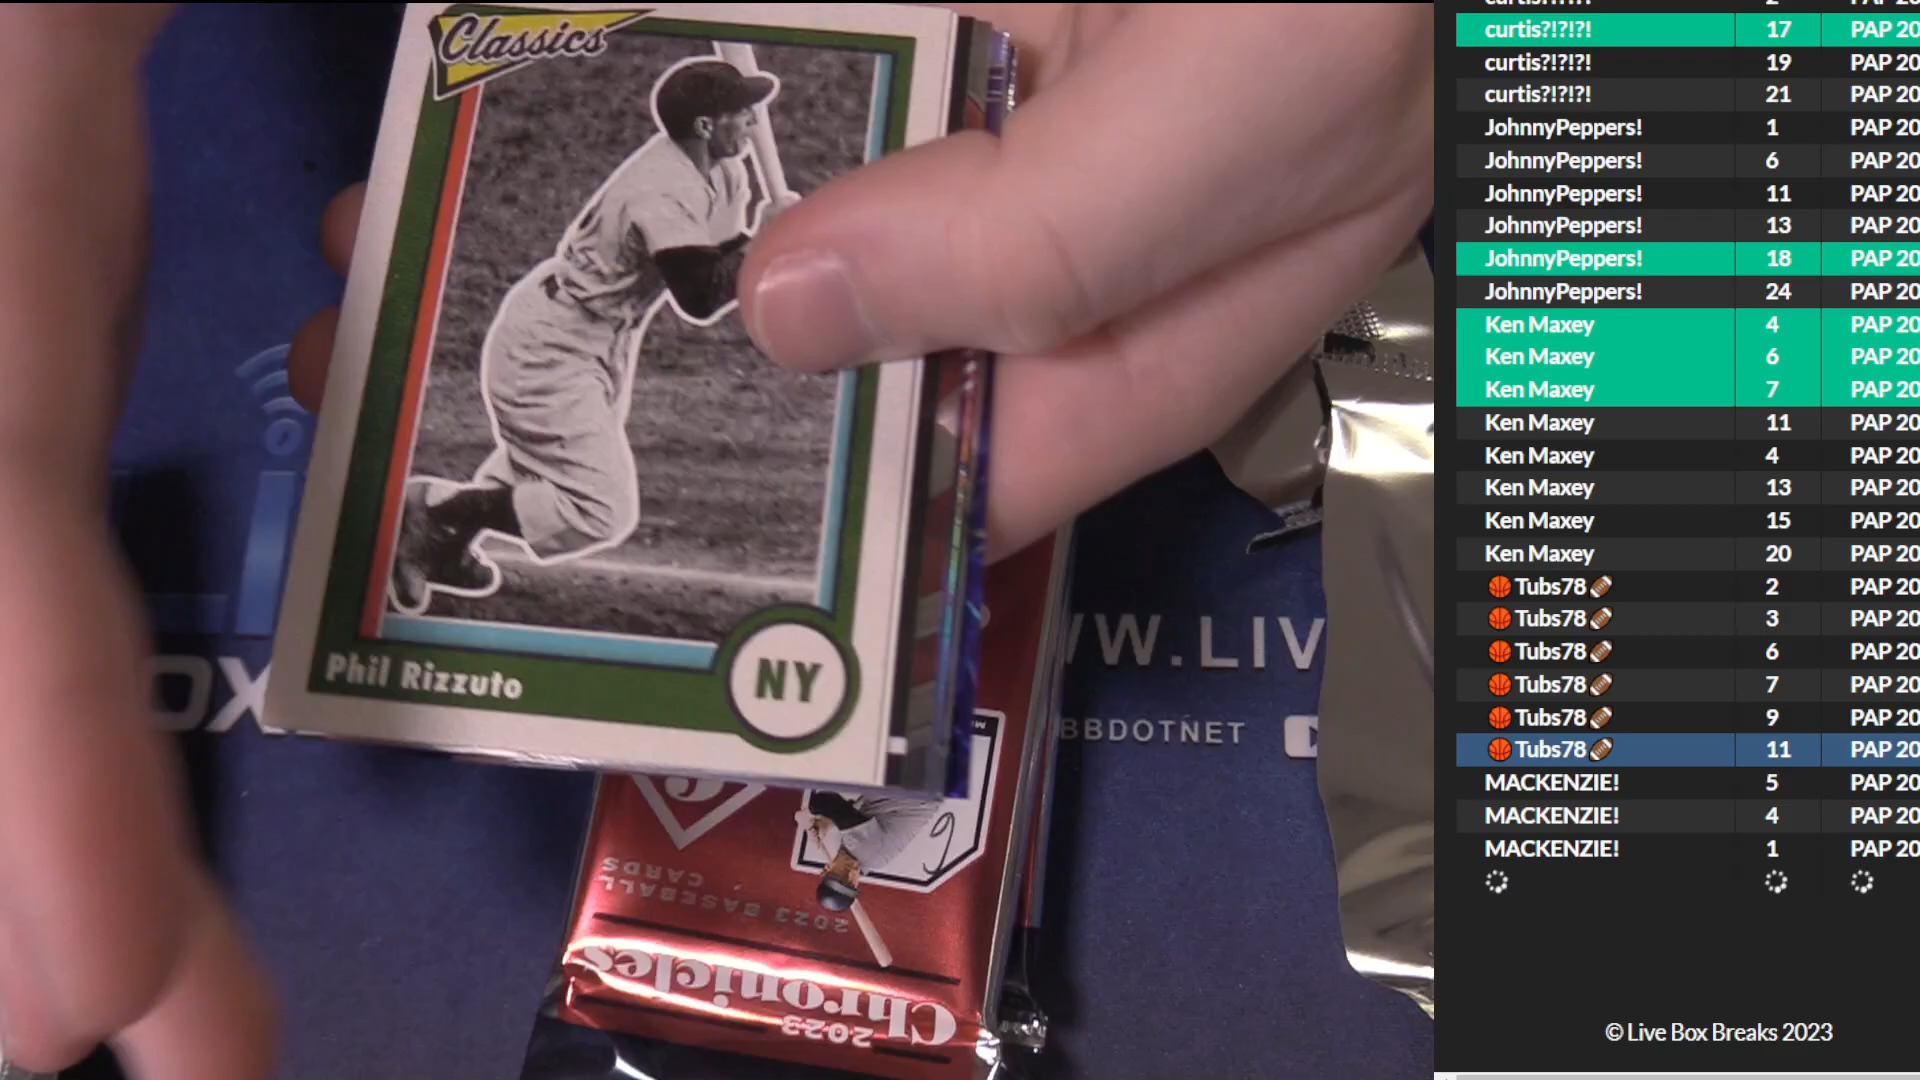 Classics
Phil Rizzuto
NY
OX
WW.LIV
BBDOTNET
CARDS
2023 BASEBALL
Chronicles
2023
curtis?!?!?! 2 PAP 20
curtis?!?!?! 17 PAP 20
curtis?!?!?! 19 PAP 20
curtis?!?!?! 21 PAP 20
JohnnyPeppers! 1 PAP 20
JohnnyPeppers! 6 PAP 20
JohnnyPeppers! 11 PAP 20
JohnnyPeppers! 13 PAP 20
JohnnyPeppers! 18 PAP 20
JohnnyPeppers! 24 PAP 20
Ken Maxey 4 PAP 20
Ken Maxey 6 PAP 20
Ken Maxey 7 PAP 20
Ken Maxey 11 PAP 20
Ken Maxey 4 PAP 20
Ken Maxey 13 PAP 20
Ken Maxey 15 PAP 20
Ken Maxey 20 PAP 20
🏀Tubs78🏈 2 PAP 20
🏀Tubs78🏈 3 PAP 20
🏀Tubs78🏈 6 PAP 20
🏀Tubs78🏈 7 PAP 20
🏀Tubs78🏈 9 PAP 20
🏀Tubs78🏈 11 PAP 20
MACKENZIE! 5 PAP 20
MACKENZIE! 4 PAP 20
MACKENZIE! 1 PAP 20
© Live Box Breaks 2023